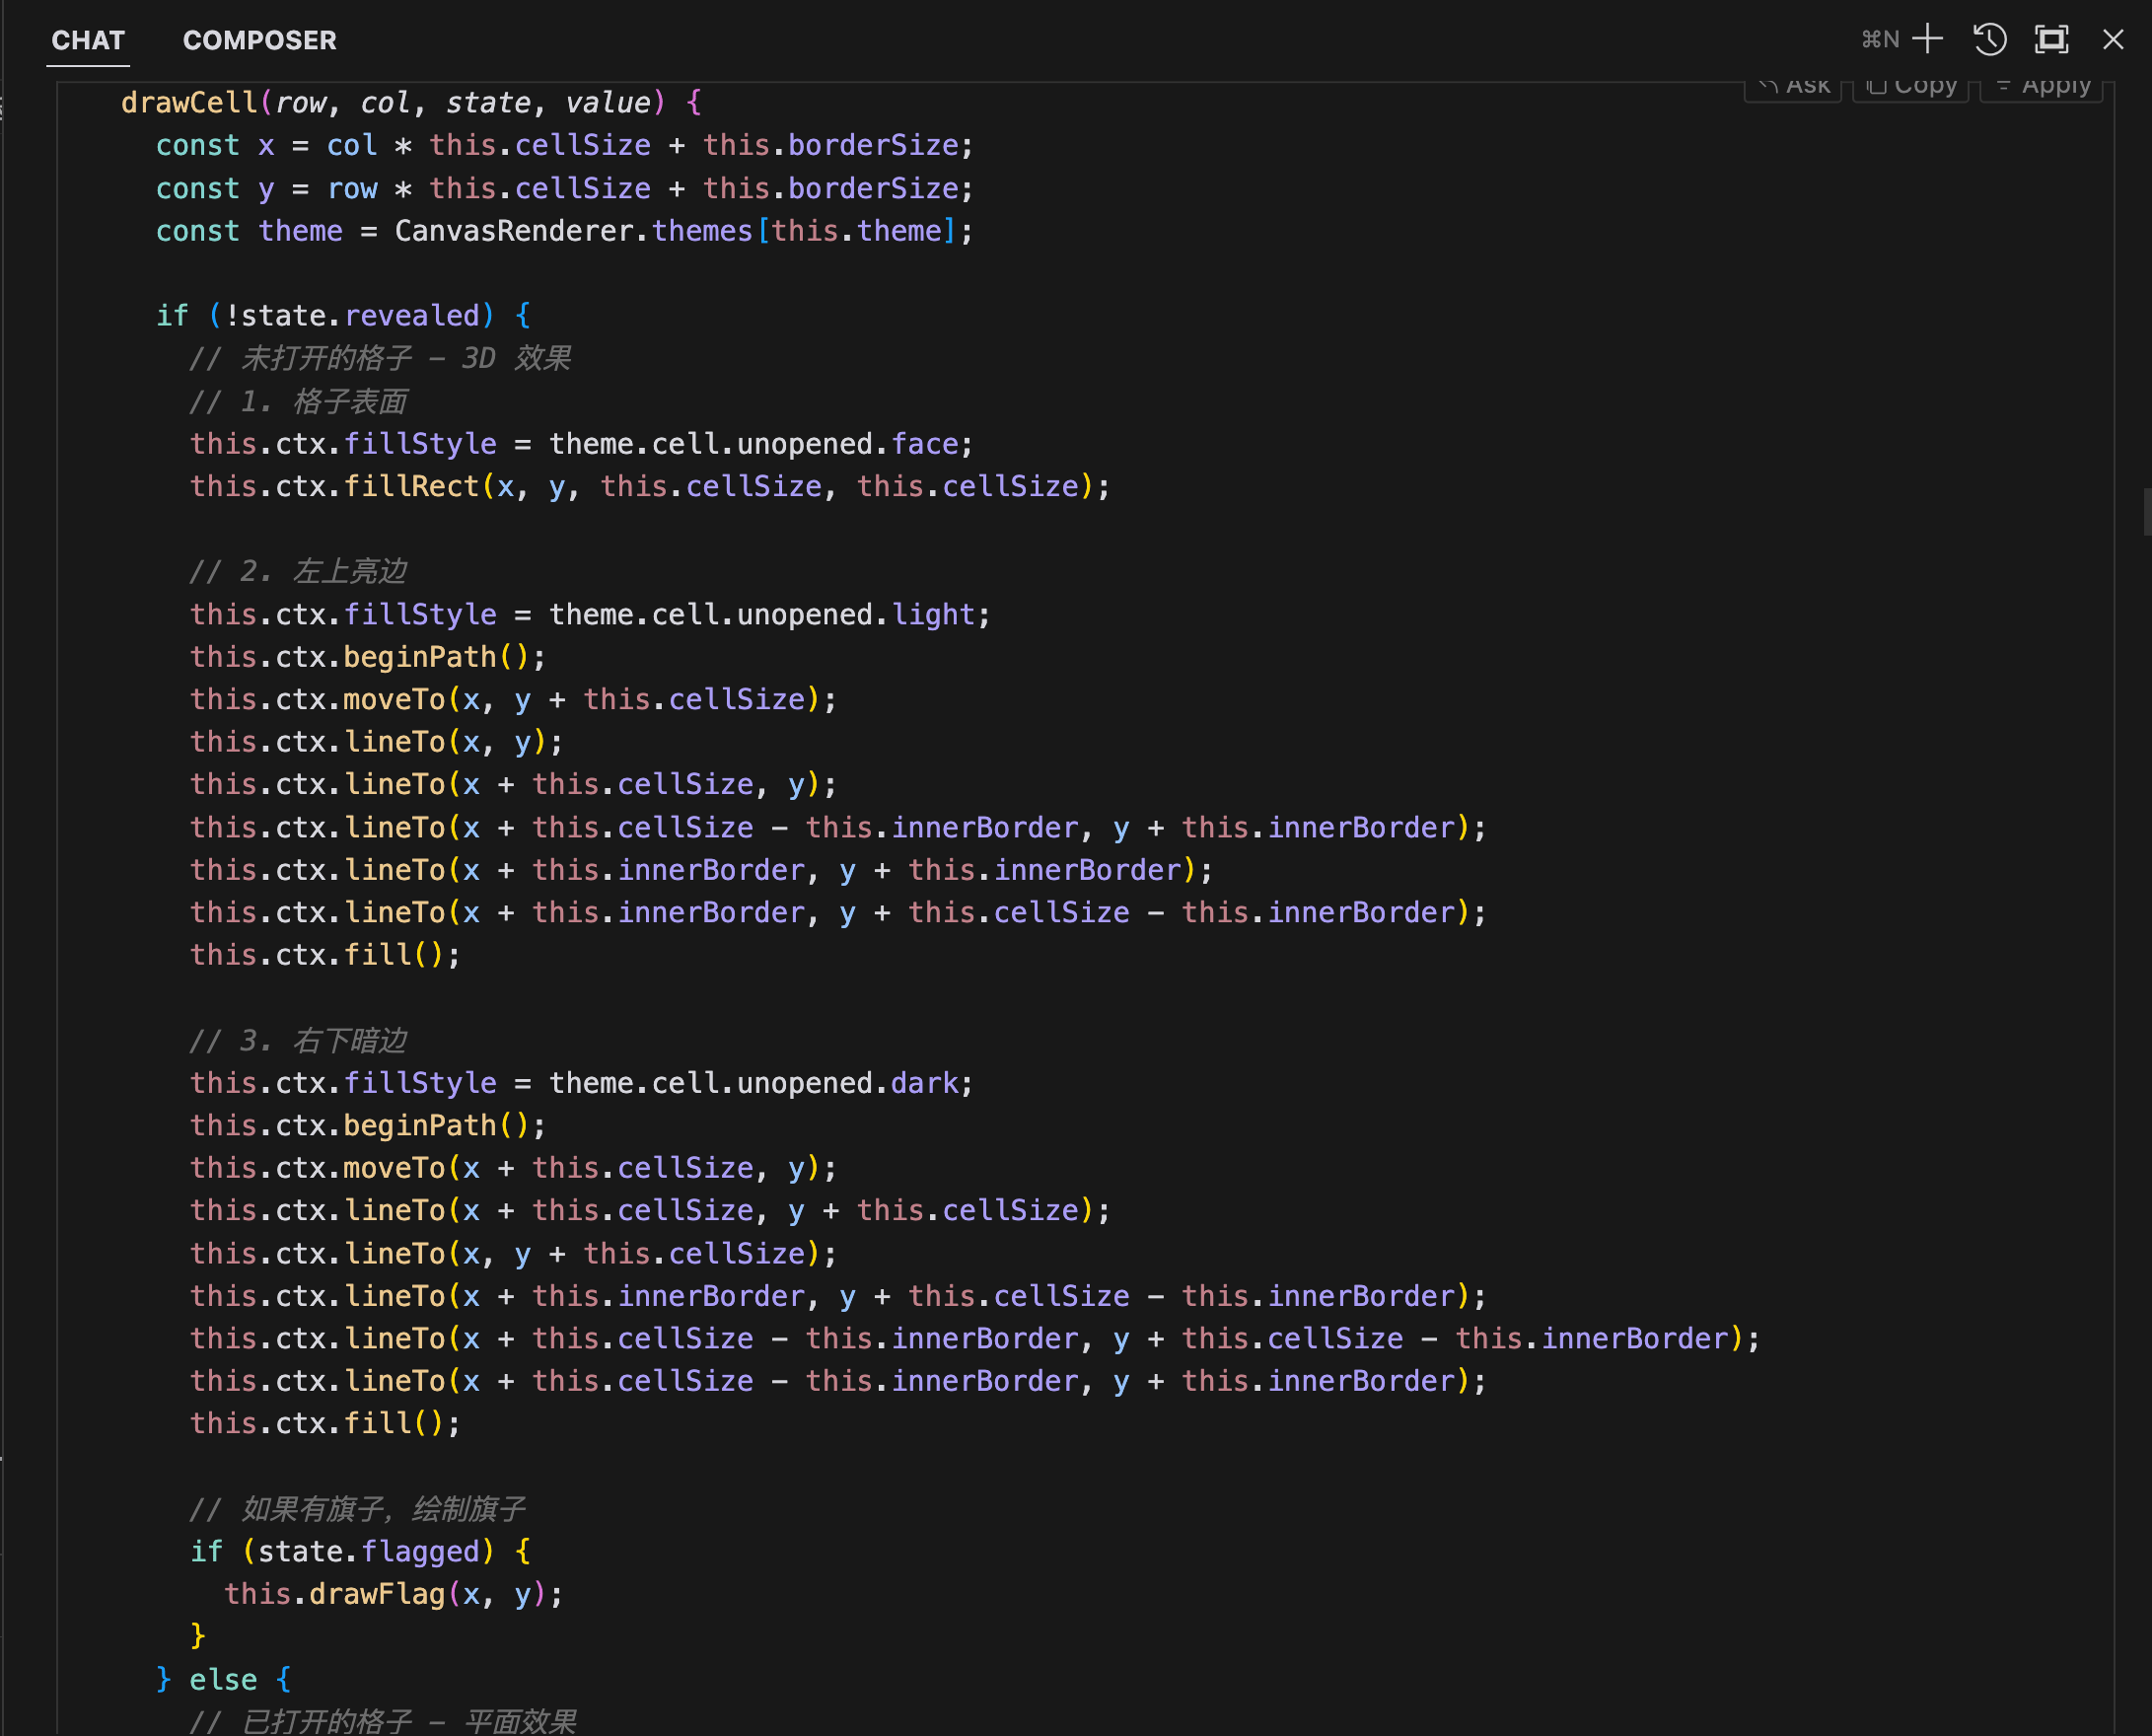 CHAT COMPOSER ⌘N
Ask Copy Apply
drawCell(row, col, state, value) {
const x = col * this.cellSize + this.borderSize;
const y = row * this.cellSize + this.borderSize;
const theme = CanvasRenderer.themes[this.theme];
if (!state.revealed) {
// 未打开的格子 - 3D 效果
// 1. 格子表面
this.ctx.fillStyle = theme.cell.unopened.face;
this.ctx.fillRect(x, y, this.cellSize, this.cellSize);
// 2. 左上亮边
this.ctx.fillStyle = theme.cell.unopened.light;
this.ctx.beginPath();
this.ctx.moveTo(x, y + this.cellSize);
this.ctx.lineTo(x, y);
this.ctx.lineTo(x + this.cellSize, y);
this.ctx.lineTo(x + this.cellSize - this.innerBorder, y + this.innerBorder);
this.ctx.lineTo(x + this.innerBorder, y + this.innerBorder);
this.ctx.lineTo(x + this.innerBorder, y + this.cellSize - this.innerBorder);
this.ctx.fill();
// 3. 右下暗边
this.ctx.fillStyle = theme.cell.unopened.dark;
this.ctx.beginPath();
this.ctx.moveTo(x + this.cellSize, y);
this.ctx.lineTo(x + this.cellSize, y + this.cellSize);
this.ctx.lineTo(x, y + this.cellSize);
this.ctx.lineTo(x + this.innerBorder, y + this.cellSize - this.innerBorder);
this.ctx.lineTo(x + this.cellSize - this.innerBorder, y + this.cellSize - this.innerBorder);
this.ctx.lineTo(x + this.cellSize - this.innerBorder, y + this.innerBorder);
this.ctx.fill();
// 如果有旗子，绘制旗子
if (state.flagged) {
this.drawFlag(x, y);
}
} else {
// 已打开的格子 - 平面效果